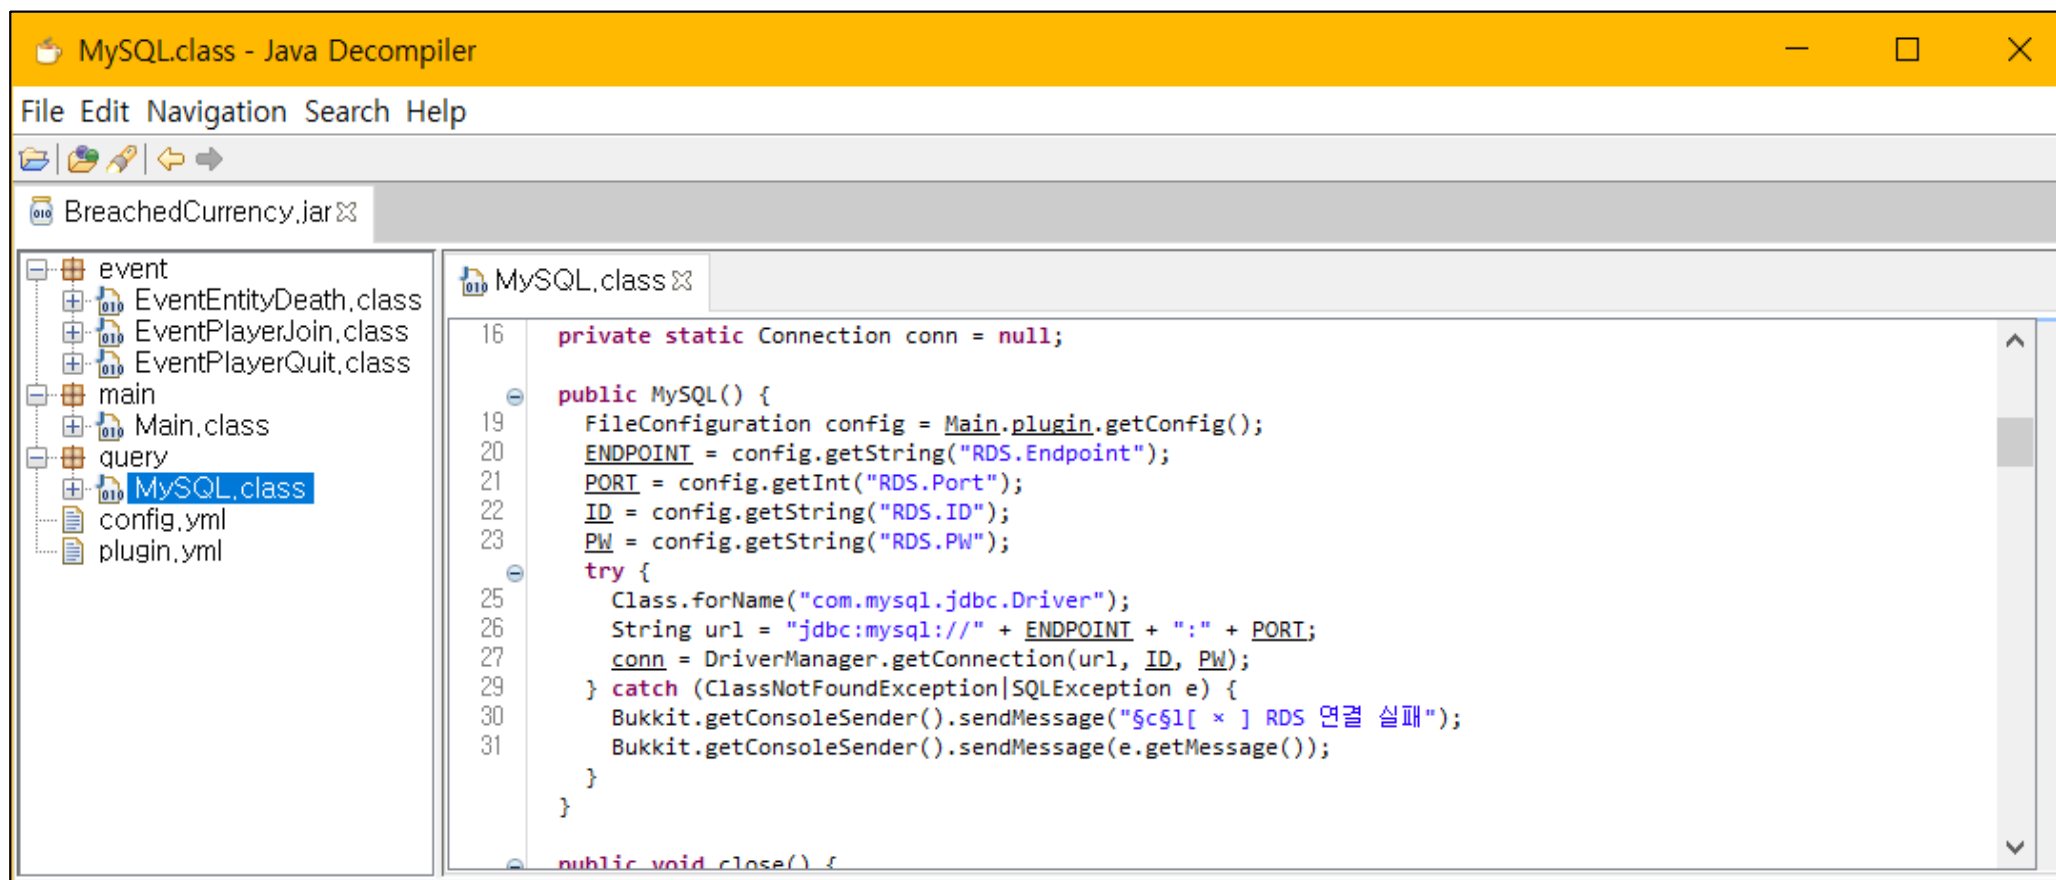 MySQL.class - Java Decompiler
File Edit Navigation Search Help
BreachedCurrency.jar
event
EventEntityDeath.class
EventPlayerJoin.class
EventPlayerQuit.class
main
Main.class
query
MySQL.class
config.yml
plugin.yml
MySQL.class
16 private static Connection conn = null;
public MySQL() {
19 FileConfiguration config = Main.plugin.getConfig();
20 ENDPOINT = config.getString("RDS.Endpoint");
21 PORT = config.getInt("RDS.Port");
22 ID = config.getString("RDS.ID");
23 PW = config.getString("RDS.PW");
try {
25 Class.forName("com.mysql.jdbc.Driver");
26 String url = "jdbc:mysql://" + ENDPOINT + ":" + PORT;
27 conn = DriverManager.getConnection(url, ID, PW);
29 } catch (ClassNotFoundException|SQLException e) {
30 Bukkit.getConsoleSender().sendMessage("§c§l[ × ] RDS 연결 실패");
31 Bukkit.getConsoleSender().sendMessage(e.getMessage());
}
}
public void close() {